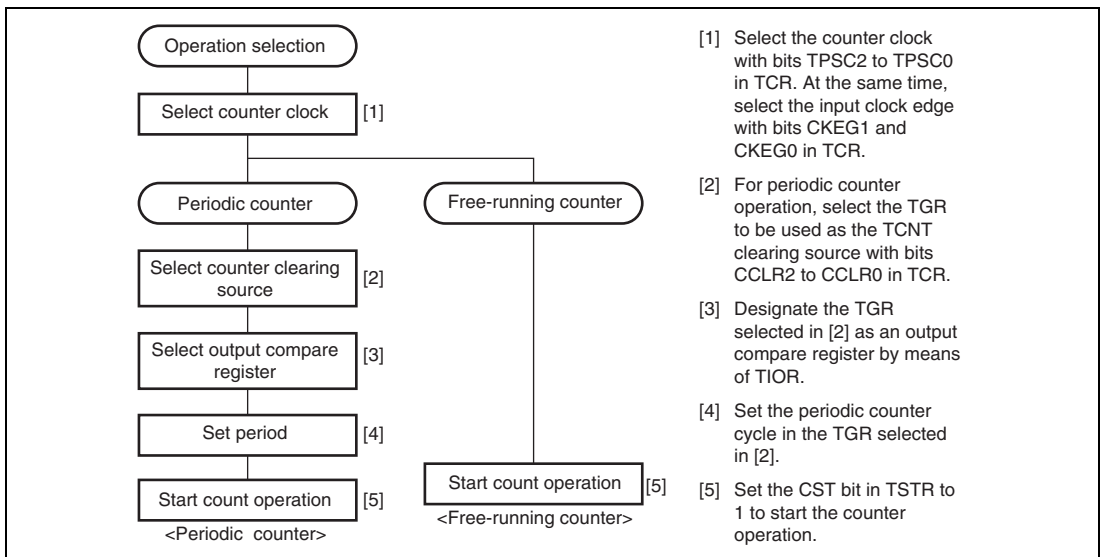 Operation selection
Select counter clock [1]
Periodic counter
Free-running counter
Select counter clearing
source
[2]
Select output compare
register
[3]
Set period [4]
Start count operation [5]
<Periodic counter>
Start count operation [5]
<Free-running counter>
[1] Select the counter clock
with bits TPSC2 to TPSC0
in TCR. At the same time,
select the input clock edge
with bits CKEG1 and
CKEG0 in TCR.
[2] For periodic counter
operation, select the TGR
to be used as the TCNT
clearing source with bits
CCLR2 to CCLR0 in TCR.
[3] Designate the TGR
selected in [2] as an output
compare register by means
of TIOR.
[4] Set the periodic counter
cycle in the TGR selected
in [2].
[5] Set the CST bit in TSTR to
1 to start the counter
operation.